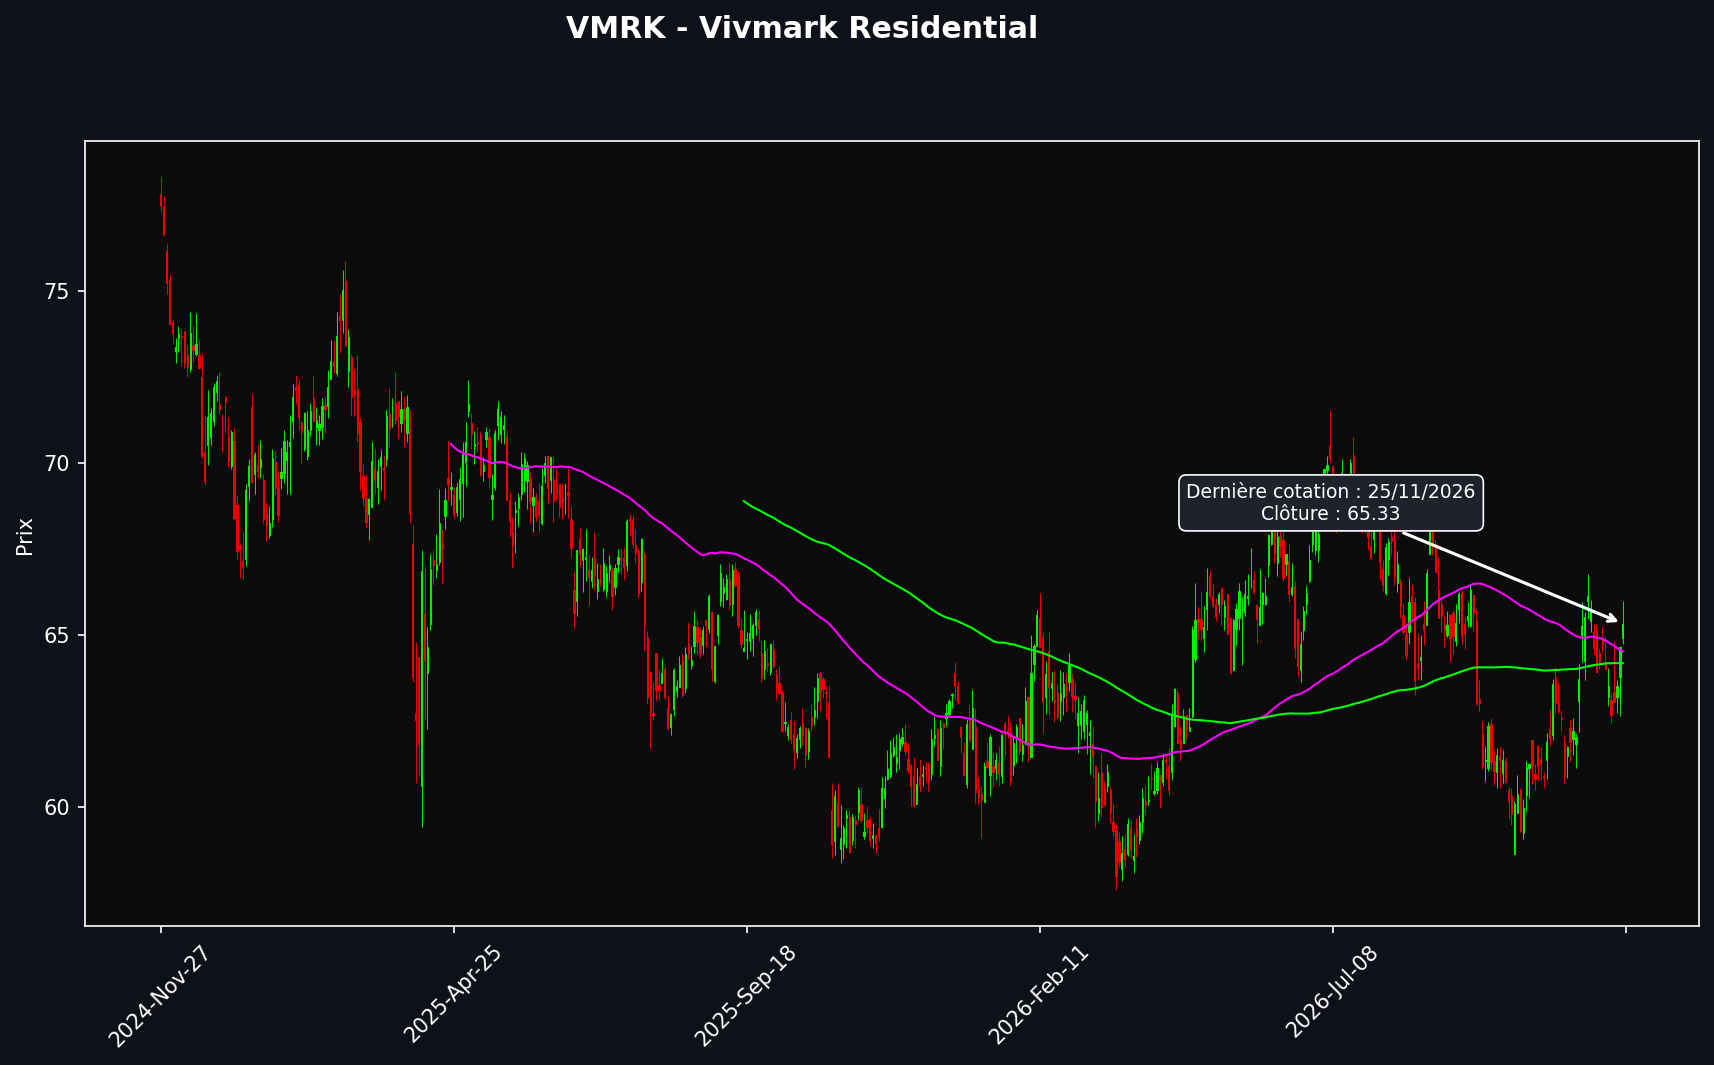 VMRK - Vivmark Residential
Prix
75
70
65
60
Dernière cotation : 25/11/2026
Clôture : 65.33
2024-Nov-27
2025-Apr-25
2025-Sep-18
2026-Feb-11
2026-Jul-08